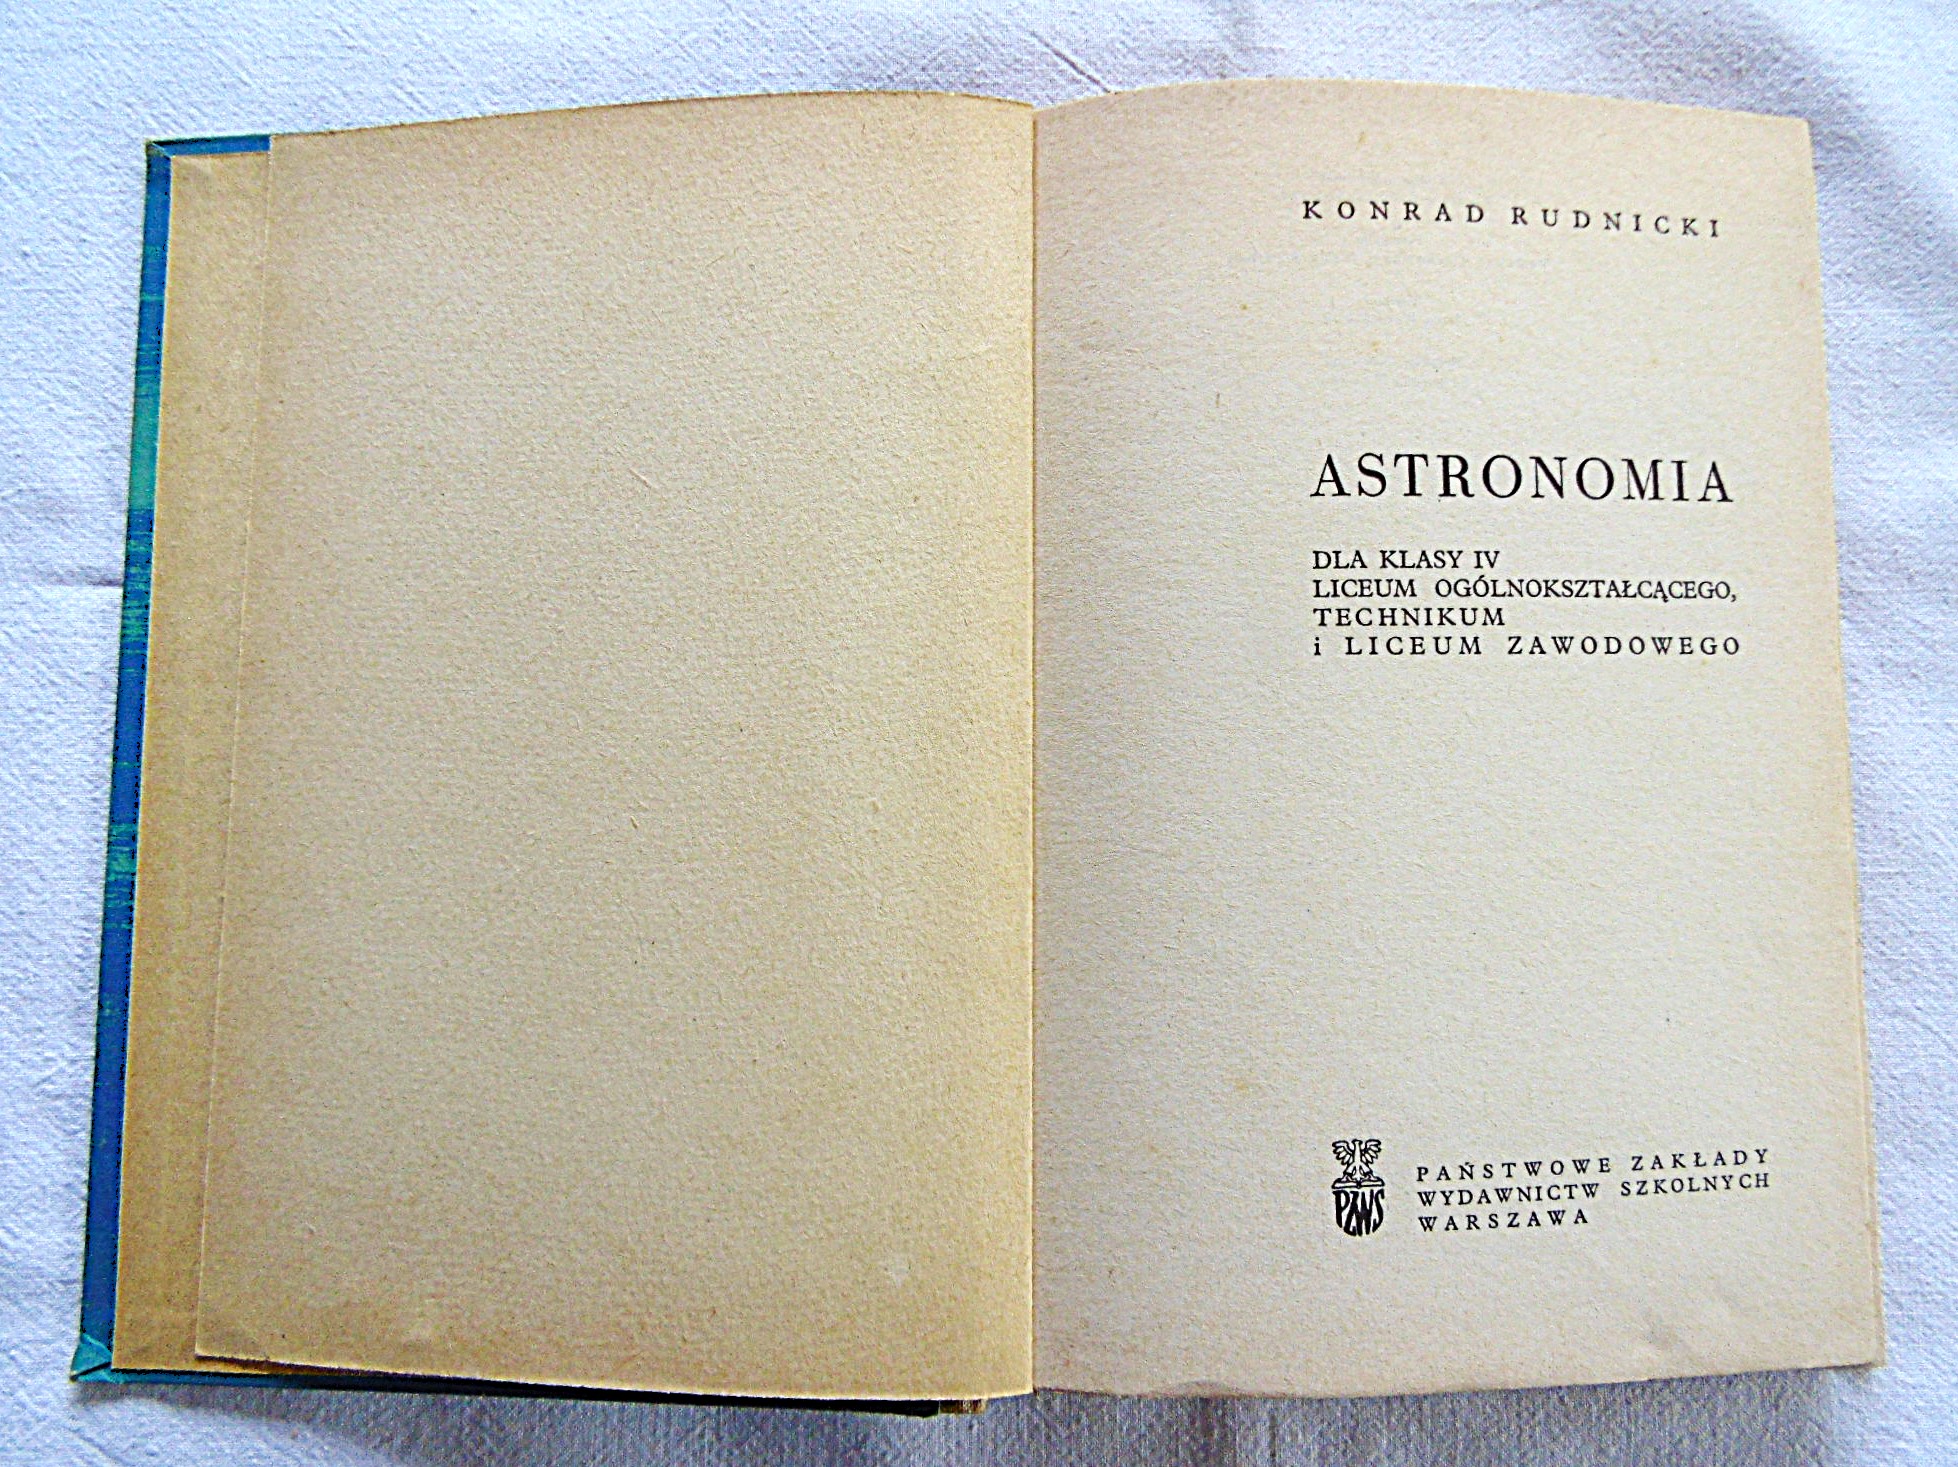 KONRAD RUDNICKI
ASTRONOMIA
DLA KLASY IV
LICEUM OGÓLNOKSZTAŁCĄCEGO,
TECHNIKUM
i LICEUM ZAWODOWEGO
PZWS
PAŃSTWOWE ZAKŁADY
WYDAWNICTW SZKOLNYCH
WARSZAWA